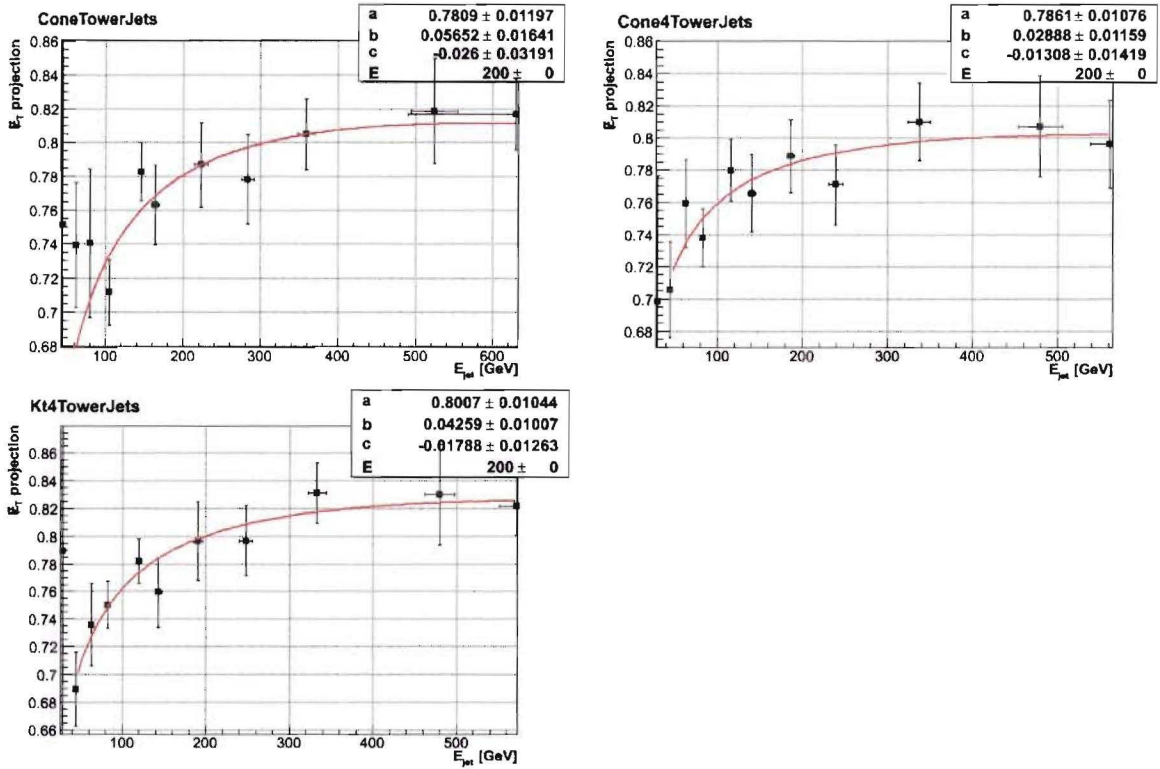 ConeTowerJets
a 0.7809 ± 0.01197
b 0.05652 ± 0.01641
c -0.026 ± 0.03191
E 200 ± 0
E̸T projection
0.86
0.84
0.82
0.8
0.78
0.76
0.74
0.72
0.7
0.68
100 200 300 400 500 600
Ejet [GeV]
Cone4TowerJets
a 0.7861 ± 0.01076
b 0.02888 ± 0.01159
c -0.01308 ± 0.01419
E 200 ± 0
E̸T projection
0.86
0.84
0.82
0.8
0.78
0.76
0.74
0.72
0.7
0.68
100 200 300 400 500
Ejet [GeV]
Kt4TowerJets
a 0.8007 ± 0.01044
b 0.04259 ± 0.01007
c -0.01788 ± 0.01263
E 200 ± 0
E̸T projection
0.86
0.84
0.82
0.8
0.78
0.76
0.74
0.72
0.7
0.68
0.66
100 200 300 400 500
Ejet [GeV]